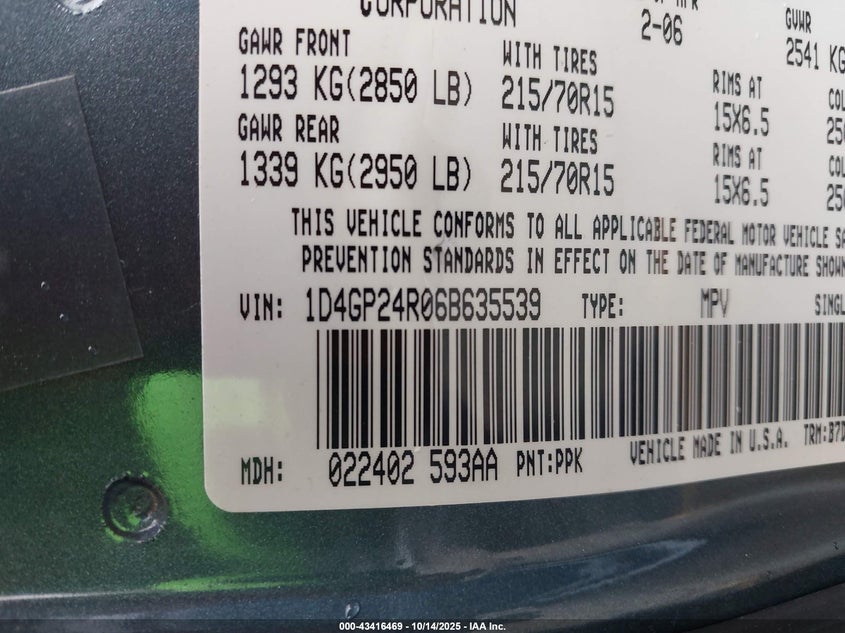 CORPORATION
2-06
GVWR
2541 KG
GAWR FRONT WITH TIRES RIMS AT
1293 KG(2850 LB) 215/70R15 15X6.5
GAWR REAR WITH TIRES RIMS AT
1339 KG(2950 LB) 215/70R15 15X6.5
THIS VEHICLE CONFORMS TO ALL APPLICABLE FEDERAL MOTOR VEHICLE
PREVENTION STANDARDS IN EFFECT ON THE DATE OF MANUFACTURE SHOWN
VIN: 1D4GP24R06B635539 TYPE: MPV
MDH: 022402 593AA PNT:PPK VEHICLE MADE IN U.S.A.
000-43416469 | 10/14/2025 - IAA Inc.